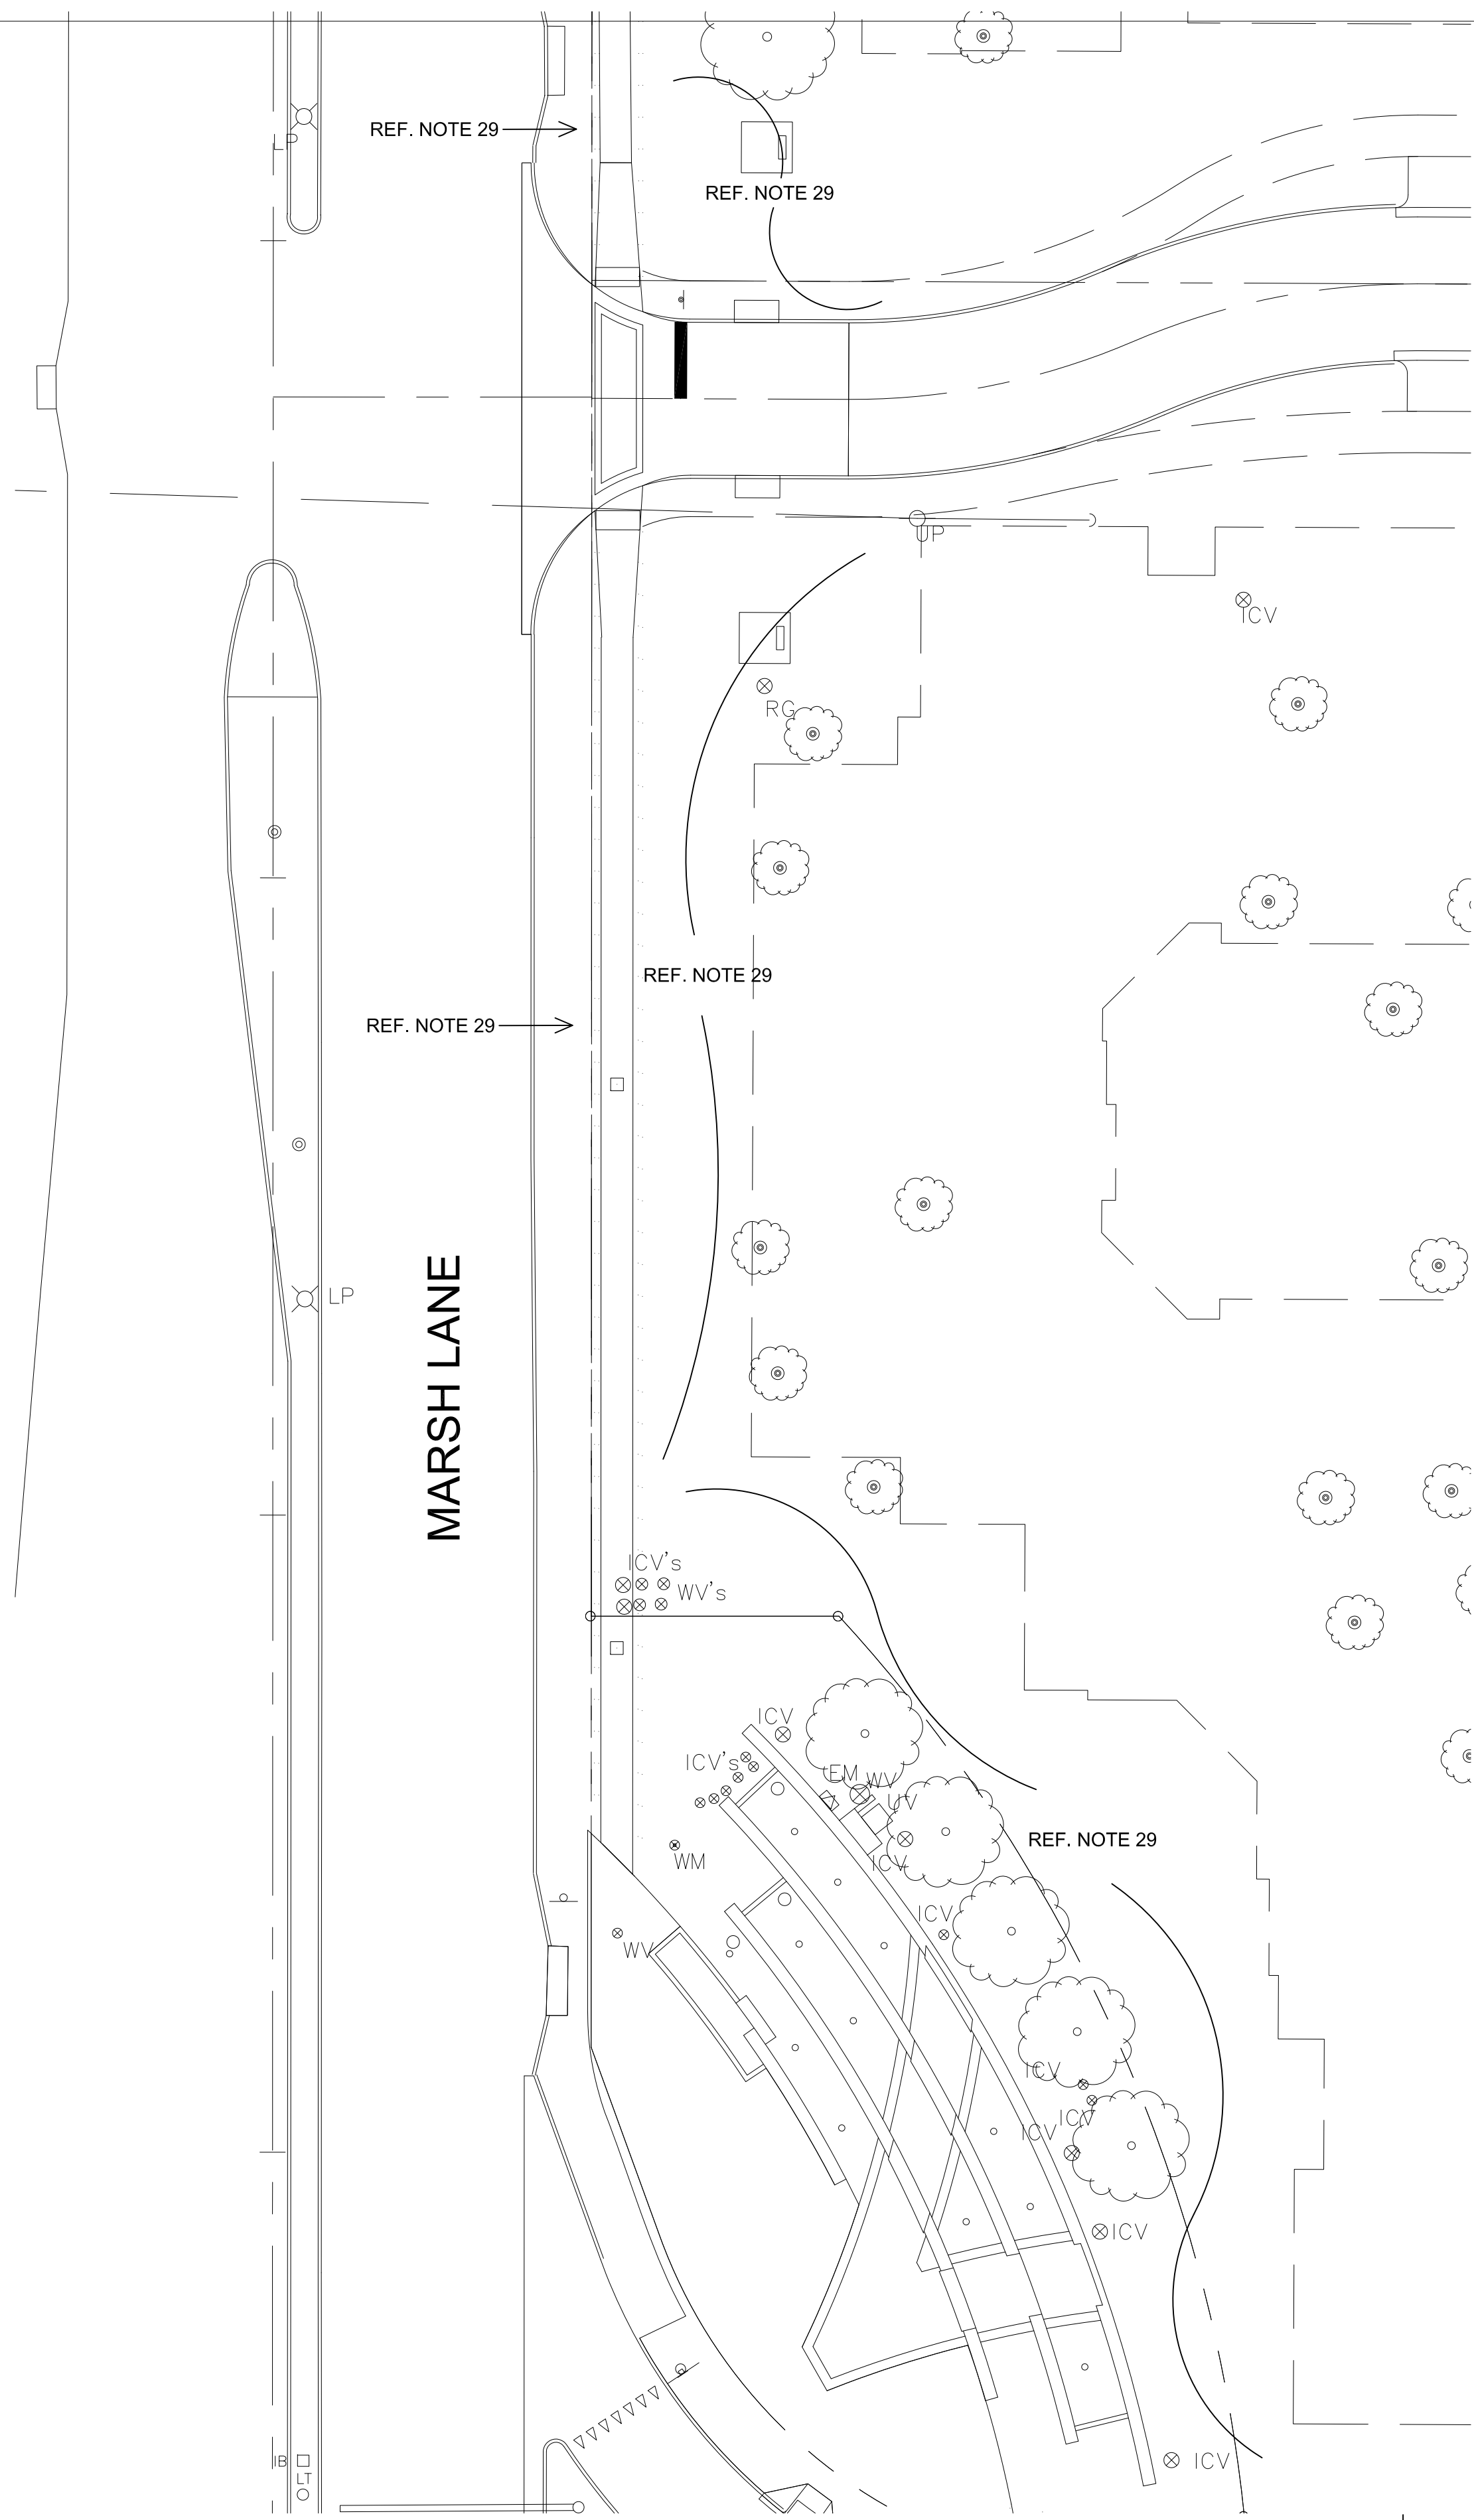 REF. NOTE 29
LP
REF. NOTE 29
UP
ICV
RG
REF. NOTE 29
REF. NOTE 29
MARSH LANE
LP
ICV's
WV's
ICV
ICV's
EM
WV
UV
REF. NOTE 29
WM
ICV
ICV
WV
ICV
ICV
ICV
ICV
ICV
IB
LT